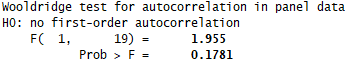 Wooldridge test for autocorrelation in panel data
H0: no first-order autocorrelation
F( 1, 19) = 1.955
Prob > F = 0.1781